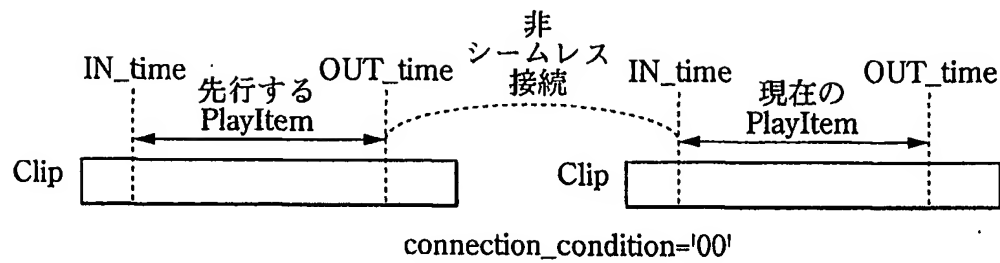 非
シームレス
接続
IN_time
OUT_time
IN_time
OUT_time
先行する
PlayItem
現在の
PlayItem
Clip
Clip
connection_condition='00'